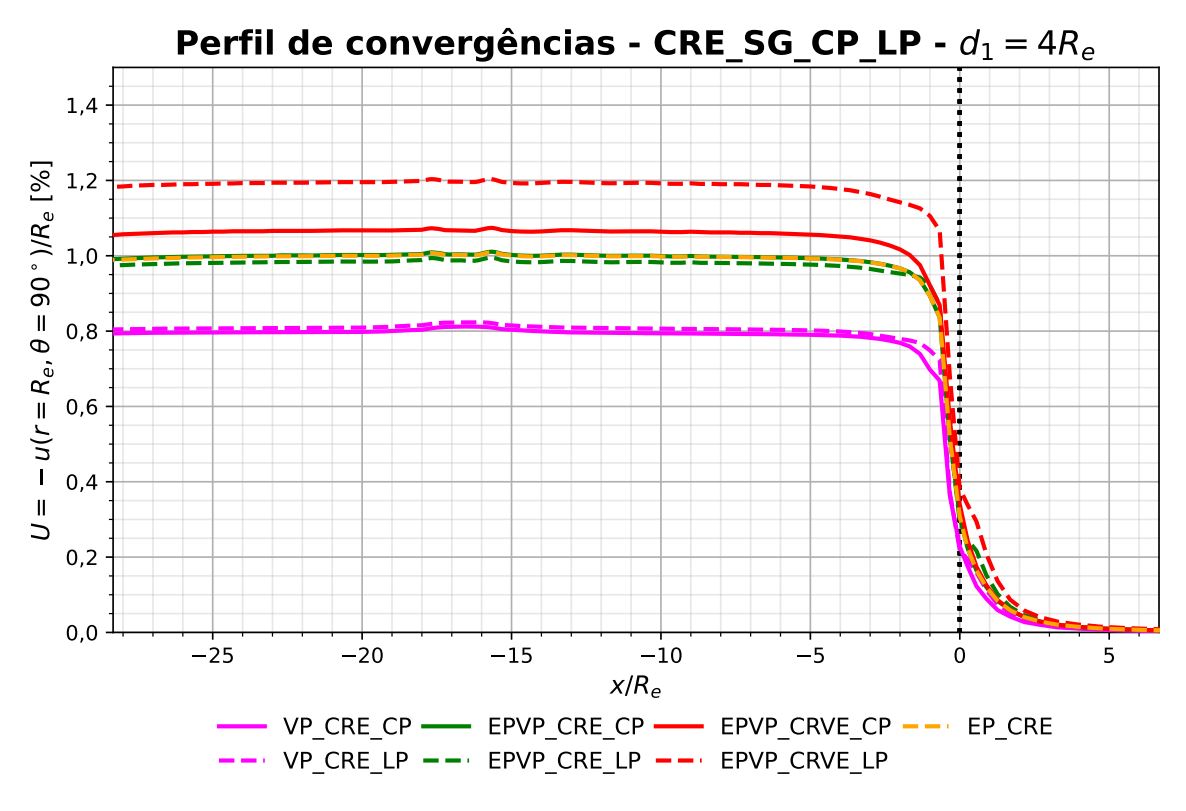 Perfil de convergências - CRE_SG_CP_LP - d₁ = 4Rₑ
U = − u(r = Rₑ, θ = 90°)/Rₑ [%]
1,4
1,2
1,0
0,8
0,6
0,4
0,2
0,0
−25 −20 −15 −10 −5 0 5
x/Rₑ
VP_CRE_CP EPVP_CRE_CP EPVP_CRVE_CP EP_CRE
VP_CRE_LP EPVP_CRE_LP EPVP_CRVE_LP